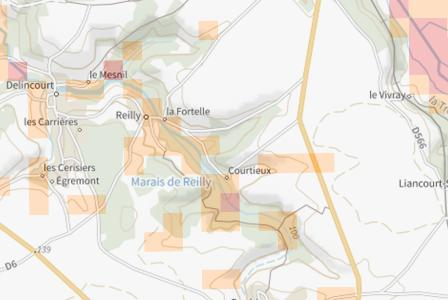 le Mesnil
Delincourt
le Vivray
la Fortelle
Reilly
les Carrières
D566
les Cerisiers
Courtieux
Égremont
Marais de Reilly
Liancourt-S
100
139
D6